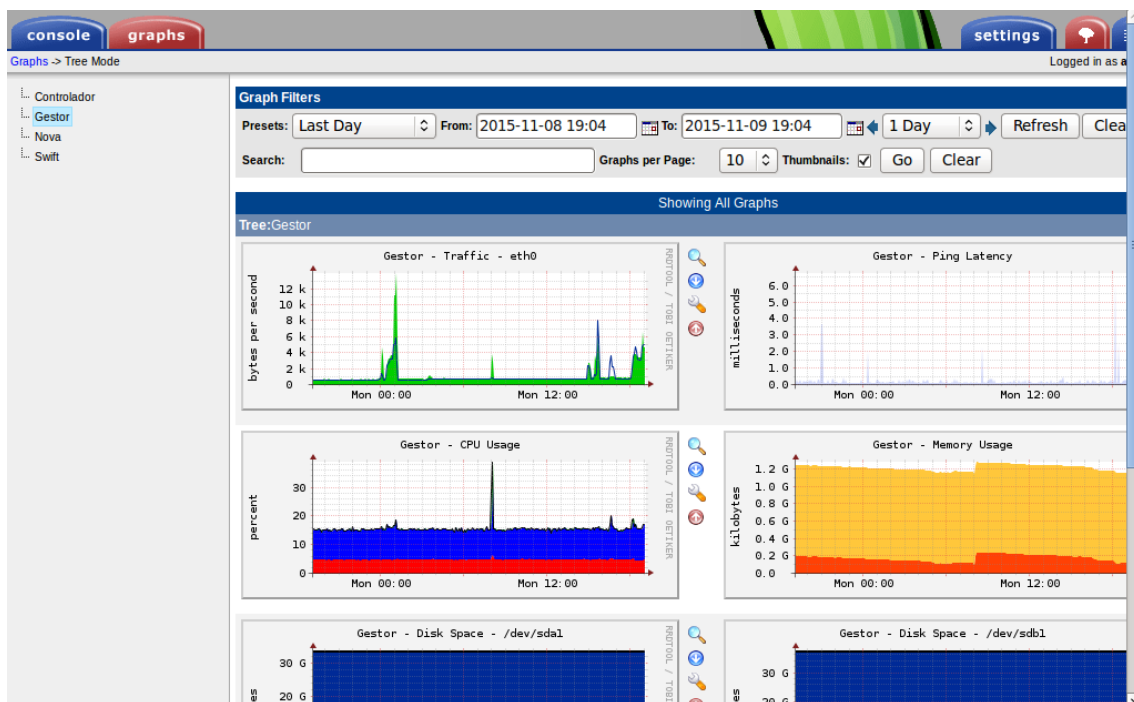 console graphs settings
Graphs -> Tree Mode Logged in as a
Controlador
Gestor
Nova
Swift
Graph Filters
Presets: Last Day From: 2015-11-08 19:04 To: 2015-11-09 19:04 1 Day Refresh Clea
Search: Graphs per Page: 10 Thumbnails: Go Clear
Showing All Graphs
Tree:Gestor
Gestor - Traffic - eth0
bytes per second
12 k
10 k
8 k
6 k
4 k
2 k
0
Mon 00:00 Mon 12:00
RRDTOOL / TOBI OETIKER
Gestor - Ping Latency
milliseconds
6.0
5.0
4.0
3.0
2.0
1.0
0.0
Mon 00:00 Mon 12:00
Gestor - CPU Usage
percent
30
20
10
0
Mon 00:00 Mon 12:00
RRDTOOL / TOBI OETIKER
Gestor - Memory Usage
kilobytes
1.2 G
1.0 G
0.8 G
0.6 G
0.4 G
0.2 G
0.0
Mon 00:00 Mon 12:00
Gestor - Disk Space - /dev/sda1
30 G
20 G
es
RRDTOOL / TOBI
Gestor - Disk Space - /dev/sdb1
30 G
20 G
es